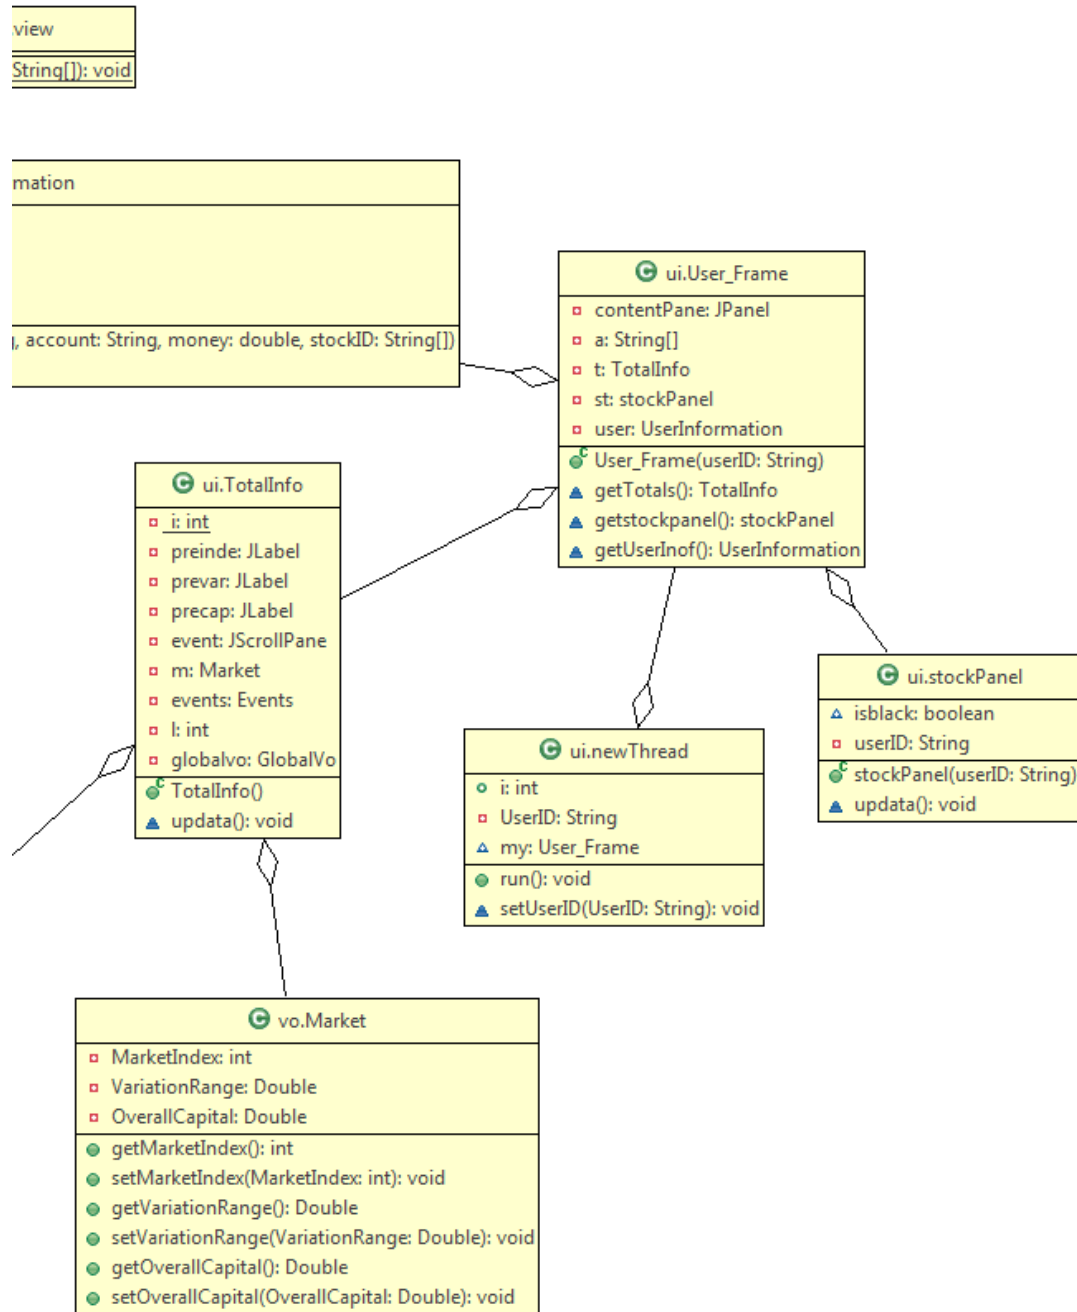 .view
String[]): void
mation
, account: String, money: double, stockID: String[])
ui.User_Frame
contentPane: JPanel
a: String[]
t: TotalInfo
st: stockPanel
user: UserInformation
User_Frame(userID: String)
getTotals(): TotalInfo
getstockpanel(): stockPanel
getUserInof(): UserInformation
ui.TotalInfo
i: int
preinde: JLabel
prevar: JLabel
precap: JLabel
event: JScrollPane
m: Market
events: Events
l: int
globalvo: GlobalVo
TotalInfo()
updata(): void
ui.newThread
i: int
UserID: String
my: User_Frame
run(): void
setUserID(UserID: String): void
ui.stockPanel
isblack: boolean
userID: String
stockPanel(userID: String)
updata(): void
vo.Market
MarketIndex: int
VariationRange: Double
OverallCapital: Double
getMarketIndex(): int
setMarketIndex(MarketIndex: int): void
getVariationRange(): Double
setVariationRange(VariationRange: Double): void
getOverallCapital(): Double
setOverallCapital(OverallCapital: Double): void